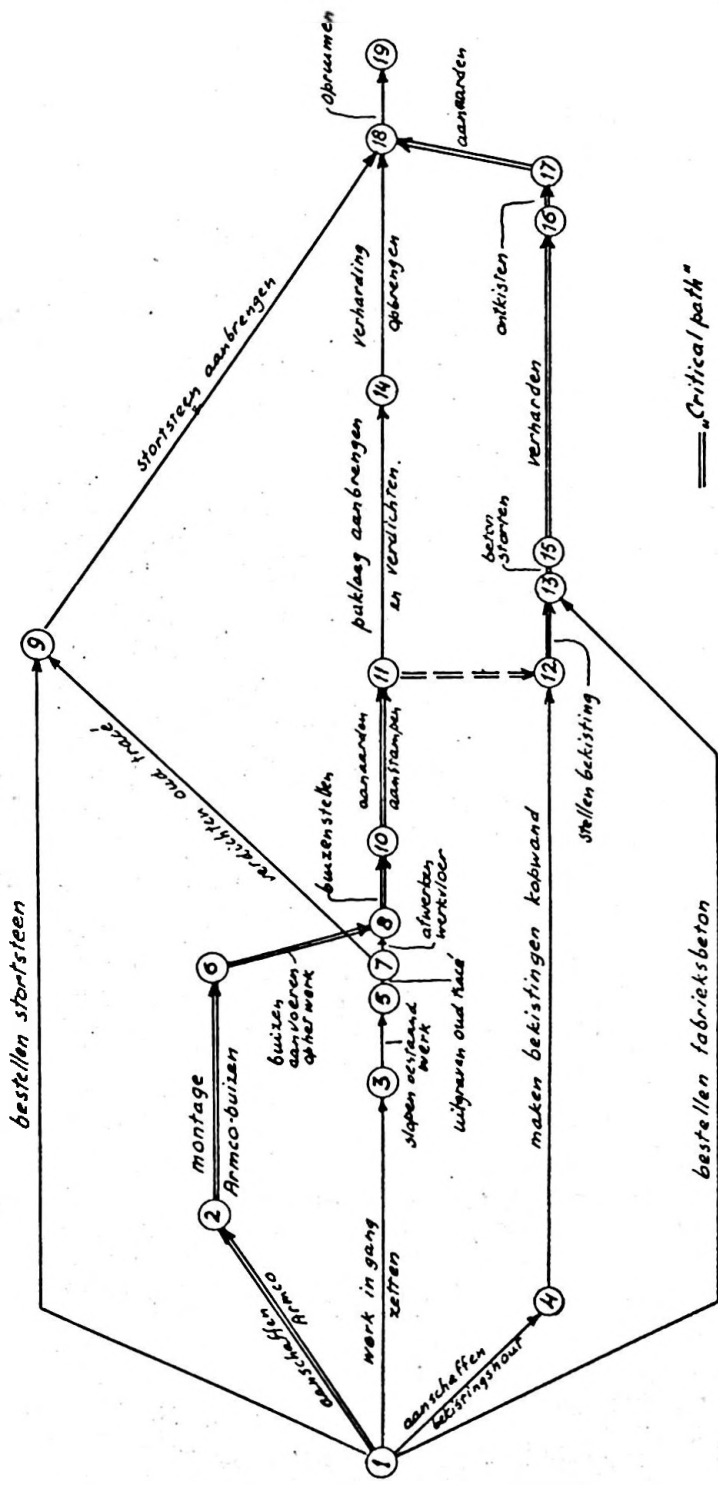 bestellen stortsteen
9
stortsteen aanbrengen
verdichten oud tracé
montage
Armco-buizen
2
6
aanschaffen
Armco
buizen
aanvoeren
op het werk
buizenstellen
1
werk in gang
zetten
3
slopen bestaand
werk
5
uitgraven oud tracé
7
afwerken
werkvloer
8
10
aanaarden
aanstampen
11
paklaag aanbrengen
en verdichten.
14
verharding
opbrengen
18
opruimen
19
aanaarden
aanschaffen
bekistingshout
4
maken bekistingen kopwand
12
stellen bekisting
13
beton
storten
15
verharden
16
ontkisten
17
bestellen fabrieksbeton
„Critical path"